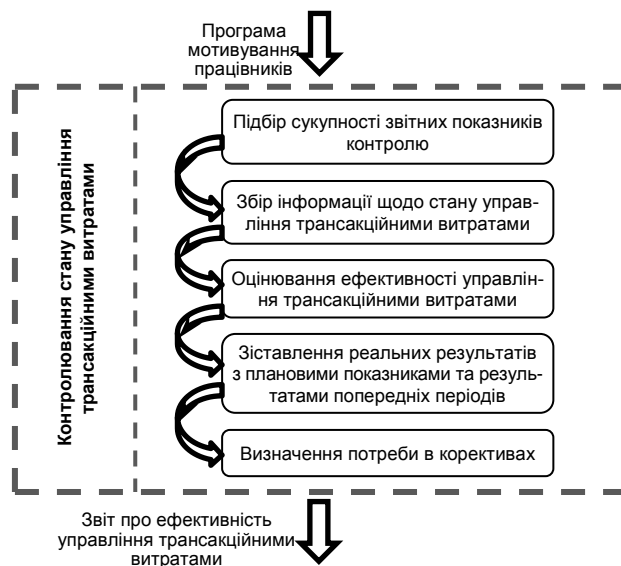 Програма
мотивування
працівників
Контролювання стану управління
трансакційними витратами
Підбір сукупності звітних показників
контролю
Збір інформації щодо стану управ-
ління трансакційними витратами
Оцінювання ефективності управлін-
ня трансакційними витратами
Зіставлення реальних результатів
з плановими показниками та резуль-
татами попередніх періодів
Визначення потреби в корективах
Звіт про ефективність
управління трансакційними
витратами